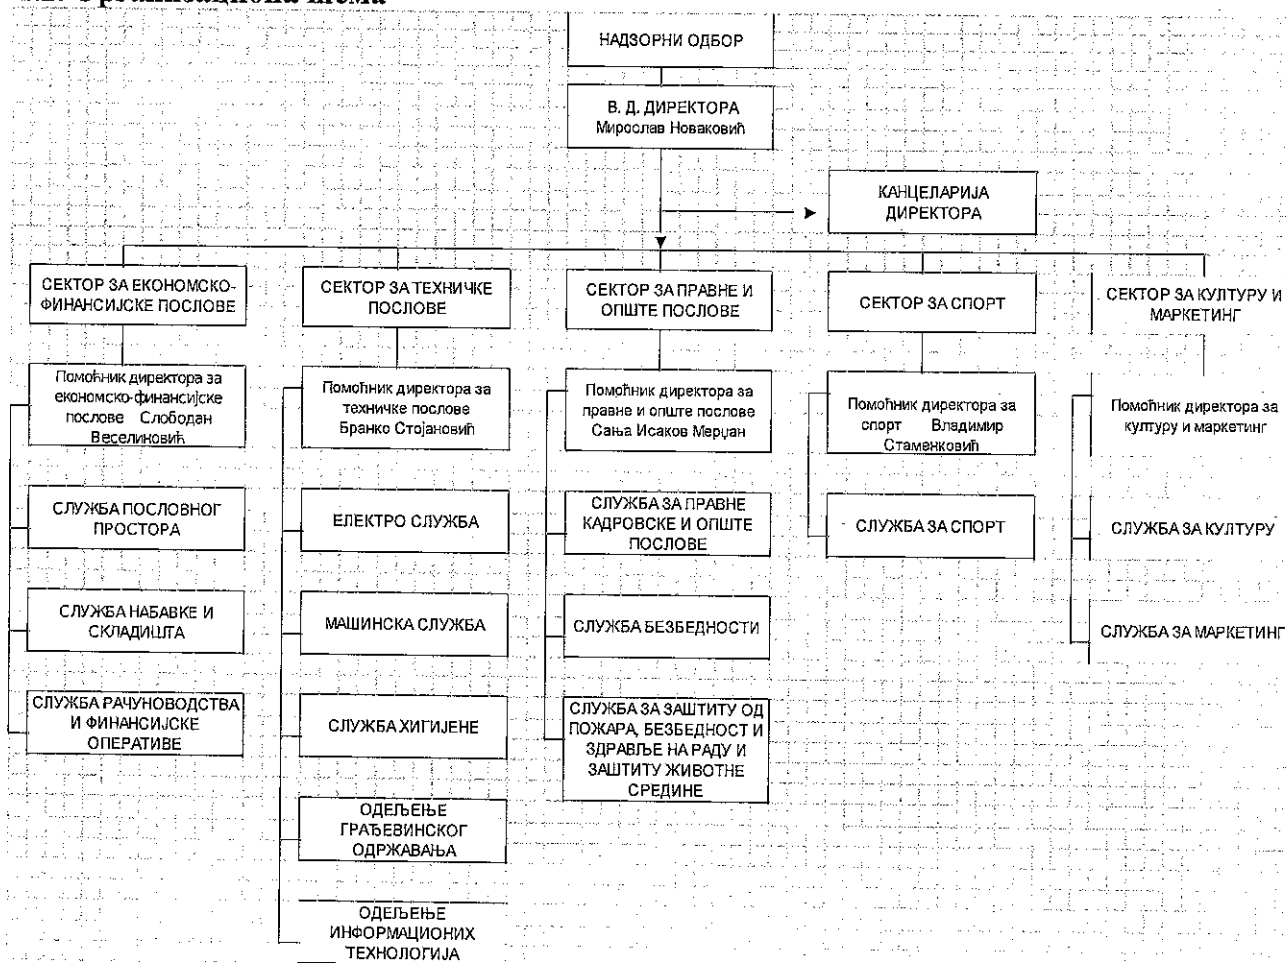 Организациона шема
НАДЗОРНИ ОДБОР
В. Д. ДИРЕКТОРА
Мирослав Новаковић
КАНЦЕЛАРИЈА
ДИРЕКТОРА
СЕКТОР ЗА ЕКОНОМСКО-
ФИНАНСИЈСКЕ ПОСЛОВЕ
Помоћник директора за
економско-финансијске
послове Слободан
Веселиновић
СЛУЖБА ПОСЛОВНОГ
ПРОСТОРА
СЛУЖБА НАБАВКЕ И
СКЛАДИШТА
СЛУЖБА РАЧУНОВОДСТВА
И ФИНАНСИЈСКЕ
ОПЕРАТИВЕ
СЕКТОР ЗА ТЕХНИЧКЕ
ПОСЛОВЕ
Помоћник директора за
техничке послове
Бранко Стојановић
ЕЛЕКТРО СЛУЖБА
МАШИНСКА СЛУЖБА
СЛУЖБА ХИГИЈЕНЕ
ОДЕЉЕЊЕ
ГРАЂЕВИНСКОГ
ОДРЖАВАЊА
ОДЕЉЕЊЕ
ИНФОРМАЦИОНИХ
ТЕХНОЛОГИЈА
СЕКТОР ЗА ПРАВНЕ И
ОПШТЕ ПОСЛОВЕ
Помоћник директора за
правне и опште послове
Сања Исаков Мерџан
СЛУЖБА ЗА ПРАВНЕ
КАДРОВСКЕ И ОПШТЕ
ПОСЛОВЕ
СЛУЖБА БЕЗБЕДНОСТИ
СЛУЖБА ЗА ЗАШТИТУ ОД
ПОЖАРА, БЕЗБЕДНОСТ И
ЗДРАВЉЕ НА РАДУ И
ЗАШТИТУ ЖИВОТНЕ
СРЕДИНЕ
СЕКТОР ЗА СПОРТ
Помоћник директора за
спорт Владимир
Стаменковић
СЛУЖБА ЗА СПОРТ
СЕКТОР ЗА КУЛТУРУ И
МАРКЕТИНГ
Помоћник директора за
културу и маркетинг
СЛУЖБА ЗА КУЛТУРУ
СЛУЖБА ЗА МАРКЕТИНГ